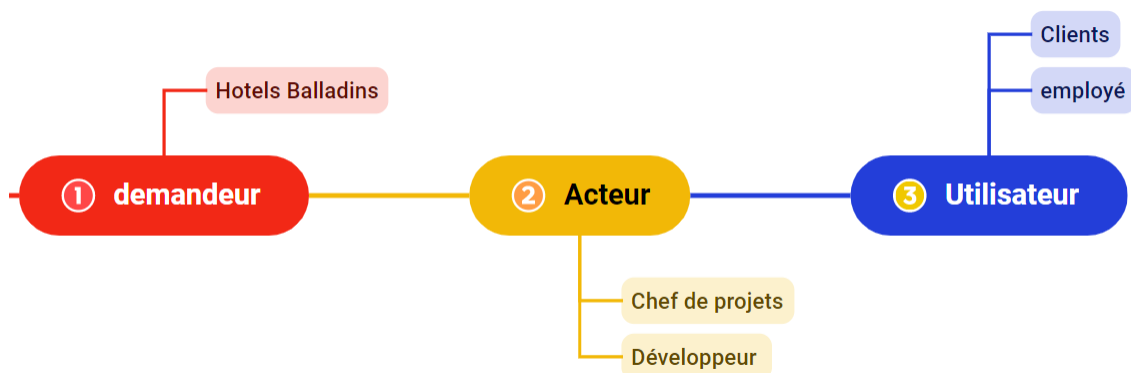 Clients
Hotels Balladins
employé
1 demandeur
2 Acteur
3 Utilisateur
Chef de projets
Développeur